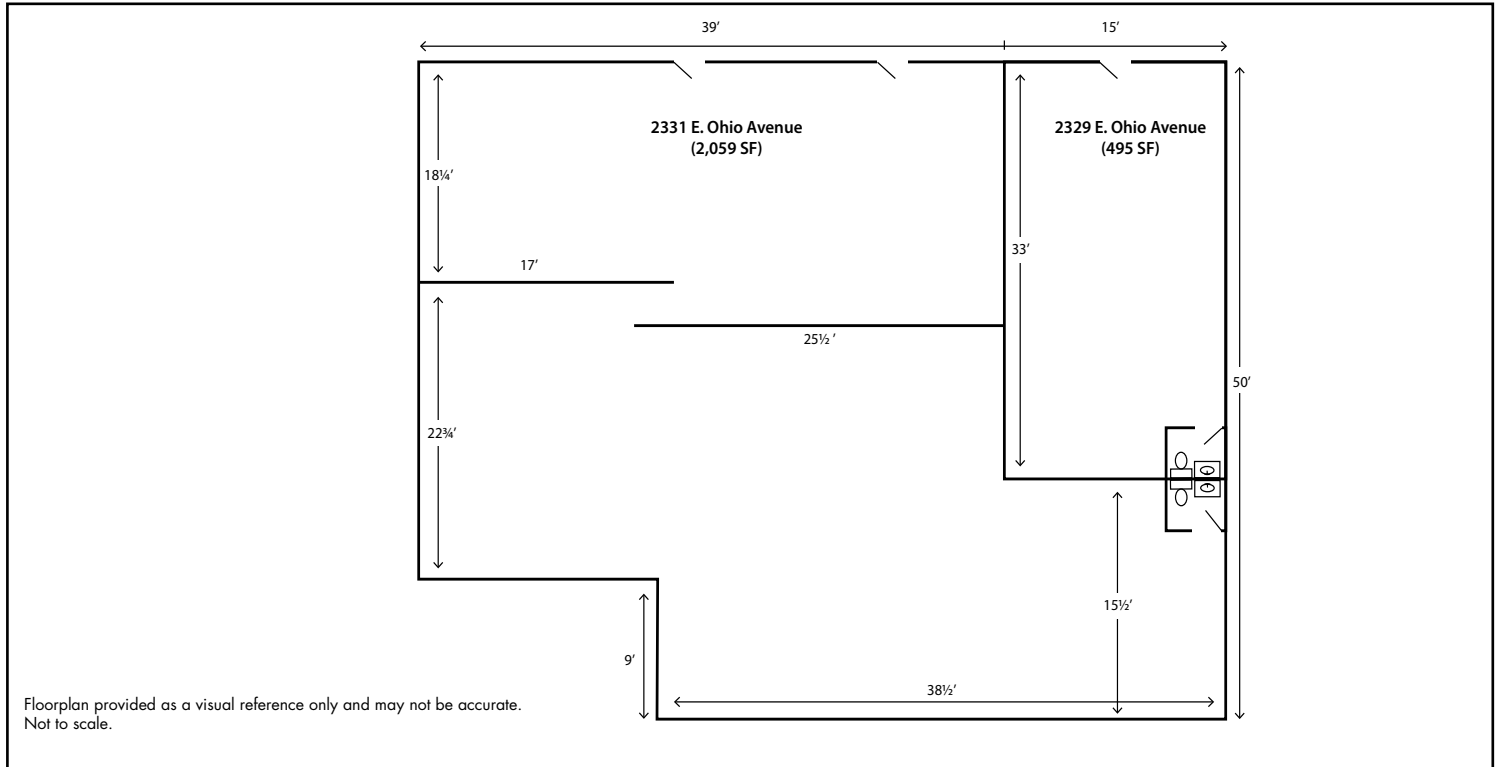 39’
15’
2331 E. Ohio Avenue
(2,059 SF)
2329 E. Ohio Avenue
(495 SF)
18¼’
33’
17’
25½ ’
50’
22¾’
15½’
9’
38½’
Floorplan provided as a visual reference only and may not be accurate.
Not to scale.